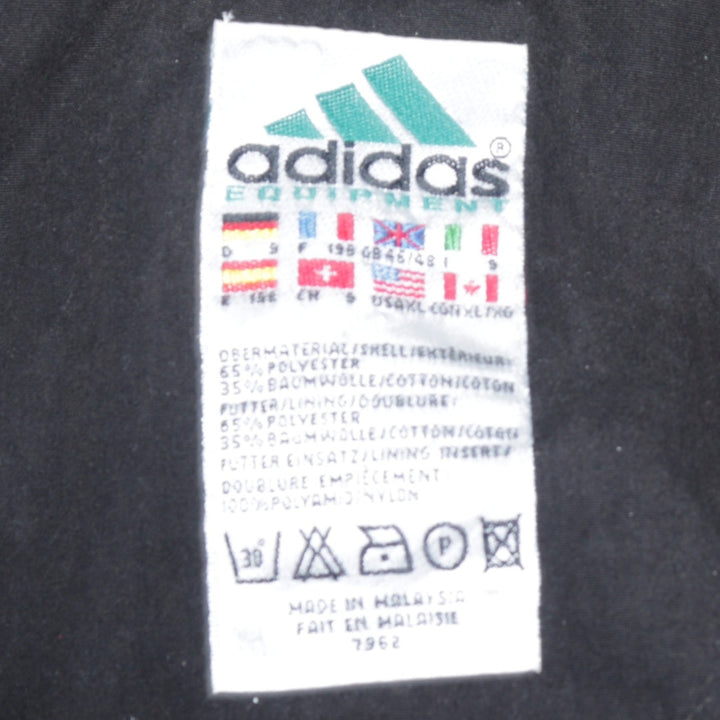 adidas ®
EQUIPMENT
D 9 F 198 GB 46/48 I 9
E 198 CH 9 USA XL CDN XL/XG
OBERMATERIAL/SHELL/EXTÉRIEUR:
65% POLYESTER
35% BAUMWOLLE/COTTON/COTON
FUTTER/LINING/DOUBLURE:
65% POLYESTER
35% BAUMWOLLE/COTTON/COTON
FUTTER EINSATZ/LINING INSERT/
DOUBLURE EMPIÈCEMENT:
100% POLYAMID/NYLON
30° P
MADE IN MALAYSIA
FAIT EN MALAISIE
7962